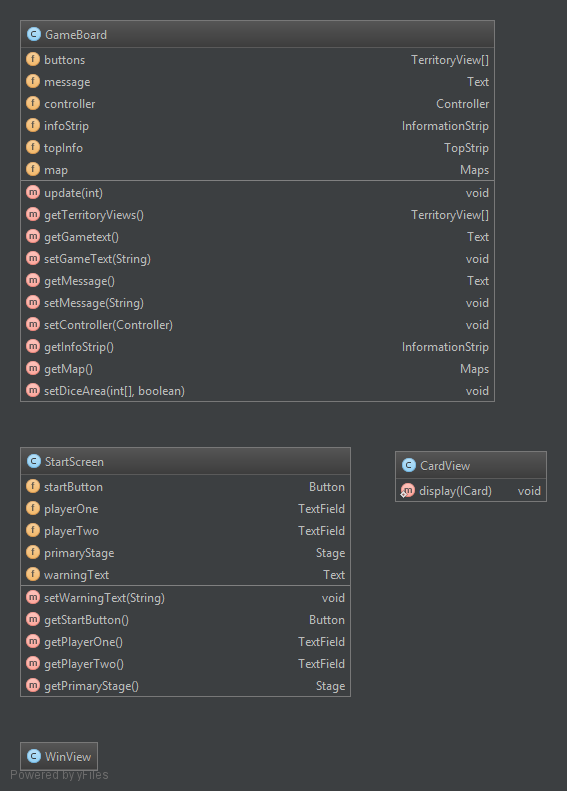 C GameBoard
f buttons TerritoryView[]
f message Text
f controller Controller
f infoStrip InformationStrip
f topInfo TopStrip
f map Maps
m update(int) void
m getTerritoryViews() TerritoryView[]
m getGametext() Text
m setGameText(String) void
m getMessage() Text
m setMessage(String) void
m setController(Controller) void
m getInfoStrip() InformationStrip
m getMap() Maps
m setDiceArea(int[], boolean) void
C StartScreen
f startButton Button
f playerOne TextField
f playerTwo TextField
f primaryStage Stage
f warningText Text
m setWarningText(String) void
m getStartButton() Button
m getPlayerOne() TextField
m getPlayerTwo() TextField
m getPrimaryStage() Stage
C CardView
m display(ICard) void
C WinView
Powered by yFiles